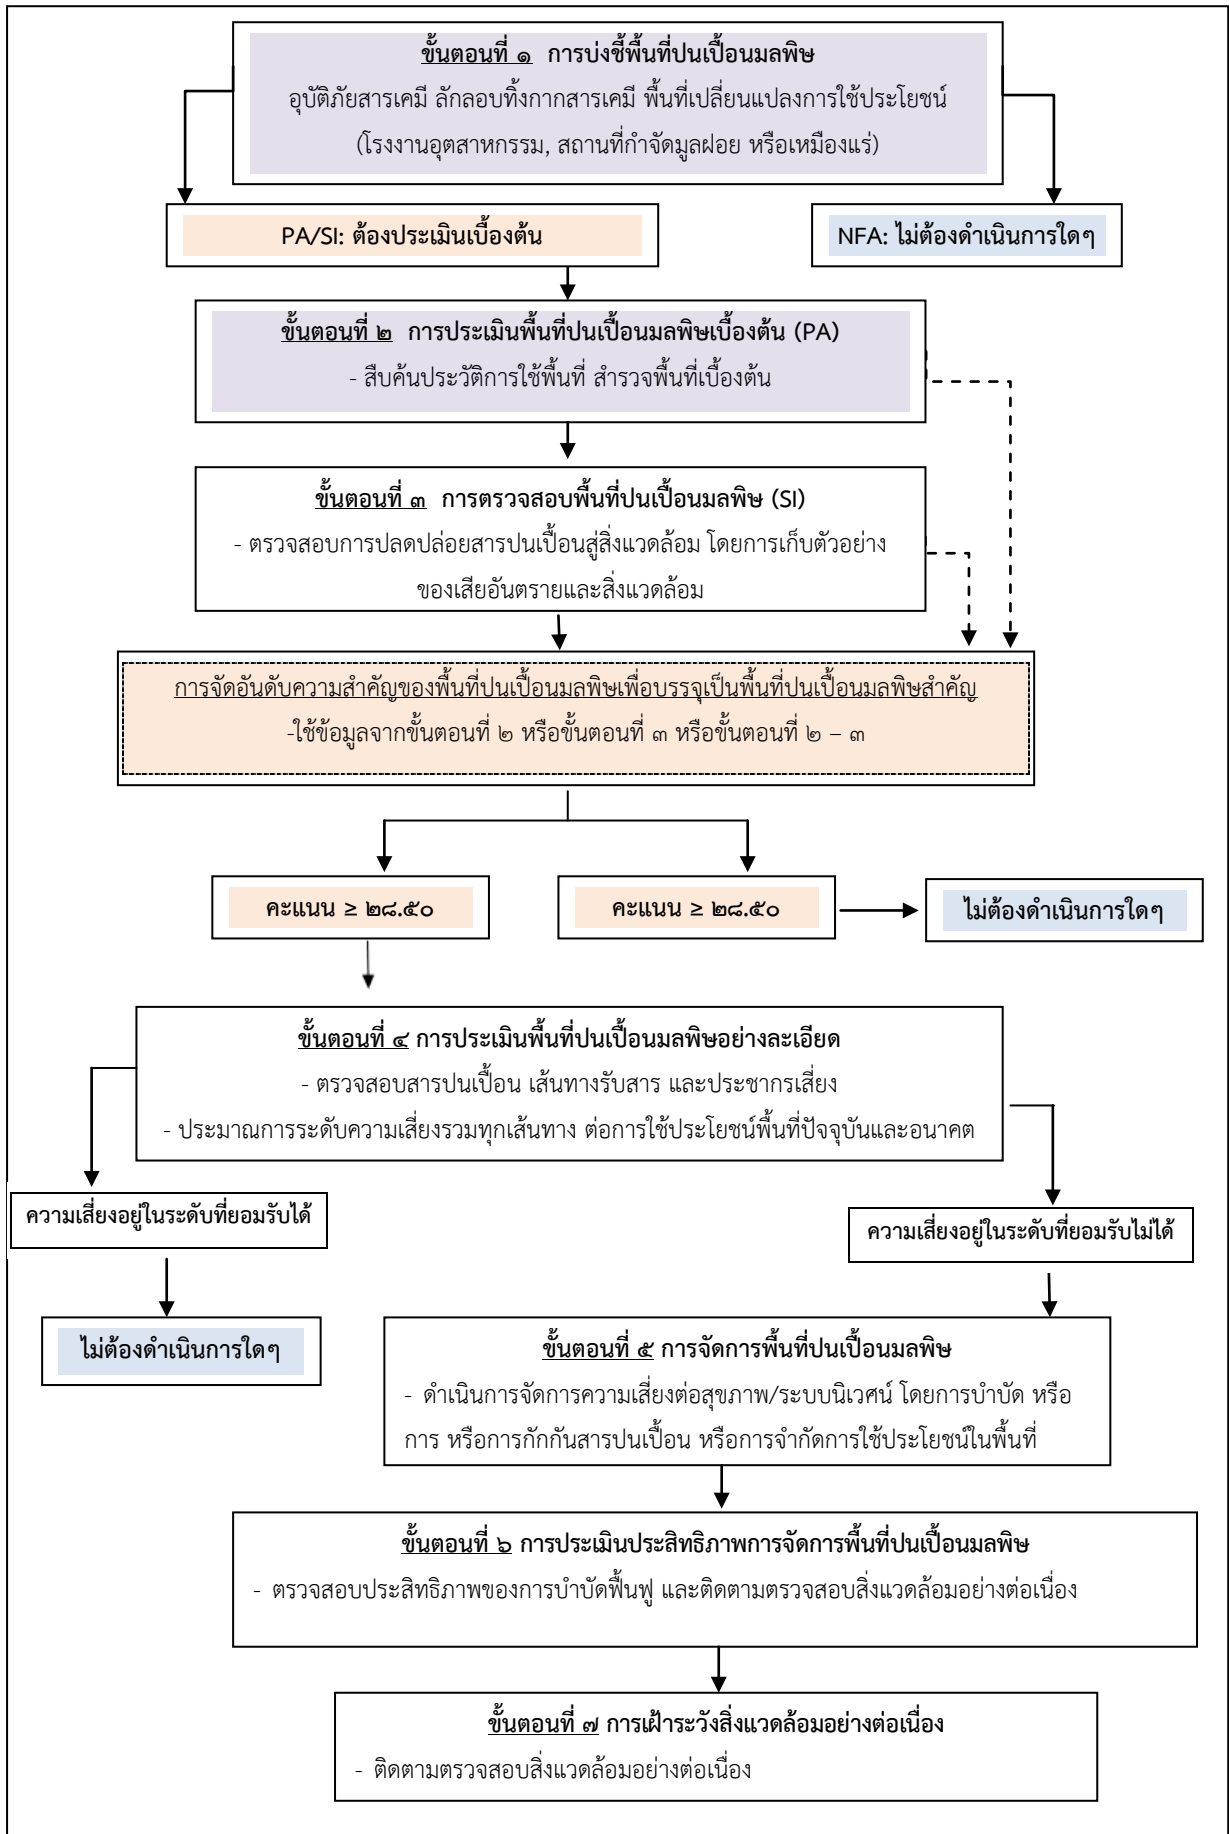 ขั้นตอนที่ ๑ การบ่งชี้พื้นที่ปนเปื้อนมลพิษ
อุบัติภัยสารเคมี ลักลอบทิ้งกากสารเคมี พื้นที่เปลี่ยนแปลงการใช้ประโยชน์
(โรงงานอุตสาหกรรม, สถานที่กำจัดมูลฝอย หรือเหมืองแร่)
PA/SI: ต้องประเมินเบื้องต้น
NFA: ไม่ต้องดำเนินการใดๆ
ขั้นตอนที่ ๒ การประเมินพื้นที่ปนเปื้อนมลพิษเบื้องต้น (PA)
- สืบค้นประวัติการใช้พื้นที่ สำรวจพื้นที่เบื้องต้น
ขั้นตอนที่ ๓ การตรวจสอบพื้นที่ปนเปื้อนมลพิษ (SI)
- ตรวจสอบการปลดปล่อยสารปนเปื้อนสู่สิ่งแวดล้อม โดยการเก็บตัวอย่าง
ของเสียอันตรายและสิ่งแวดล้อม
การจัดอันดับความสำคัญของพื้นที่ปนเปื้อนมลพิษเพื่อบรรจุเป็นพื้นที่ปนเปื้อนมลพิษสำคัญ
-ใช้ข้อมูลจากขั้นตอนที่ ๒ หรือขั้นตอนที่ ๓ หรือขั้นตอนที่ ๒ – ๓
คะแนน ≥ ๒๘.๕๐
คะแนน ≥ ๒๘.๕๐
ไม่ต้องดำเนินการใดๆ
ขั้นตอนที่ ๔ การประเมินพื้นที่ปนเปื้อนมลพิษอย่างละเอียด
- ตรวจสอบสารปนเปื้อน เส้นทางรับสาร และประชากรเสี่ยง
- ประมาณการระดับความเสี่ยงรวมทุกเส้นทาง ต่อการใช้ประโยชน์พื้นที่ปัจจุบันและอนาคต
ความเสี่ยงอยู่ในระดับที่ยอมรับได้
ความเสี่ยงอยู่ในระดับที่ยอมรับไม่ได้
ไม่ต้องดำเนินการใดๆ
ขั้นตอนที่ ๕ การจัดการพื้นที่ปนเปื้อนมลพิษ
- ดำเนินการจัดการความเสี่ยงต่อสุขภาพ/ระบบนิเวศน์ โดยการบำบัด หรือ
การ หรือการกักกันสารปนเปื้อน หรือการจำกัดการใช้ประโยชน์ในพื้นที่
ขั้นตอนที่ ๖ การประเมินประสิทธิภาพการจัดการพื้นที่ปนเปื้อนมลพิษ
- ตรวจสอบประสิทธิภาพของการบำบัดฟื้นฟู และติดตามตรวจสอบสิ่งแวดล้อมอย่างต่อเนื่อง
ขั้นตอนที่ ๗ การเฝ้าระวังสิ่งแวดล้อมอย่างต่อเนื่อง
- ติดตามตรวจสอบสิ่งแวดล้อมอย่างต่อเนื่อง